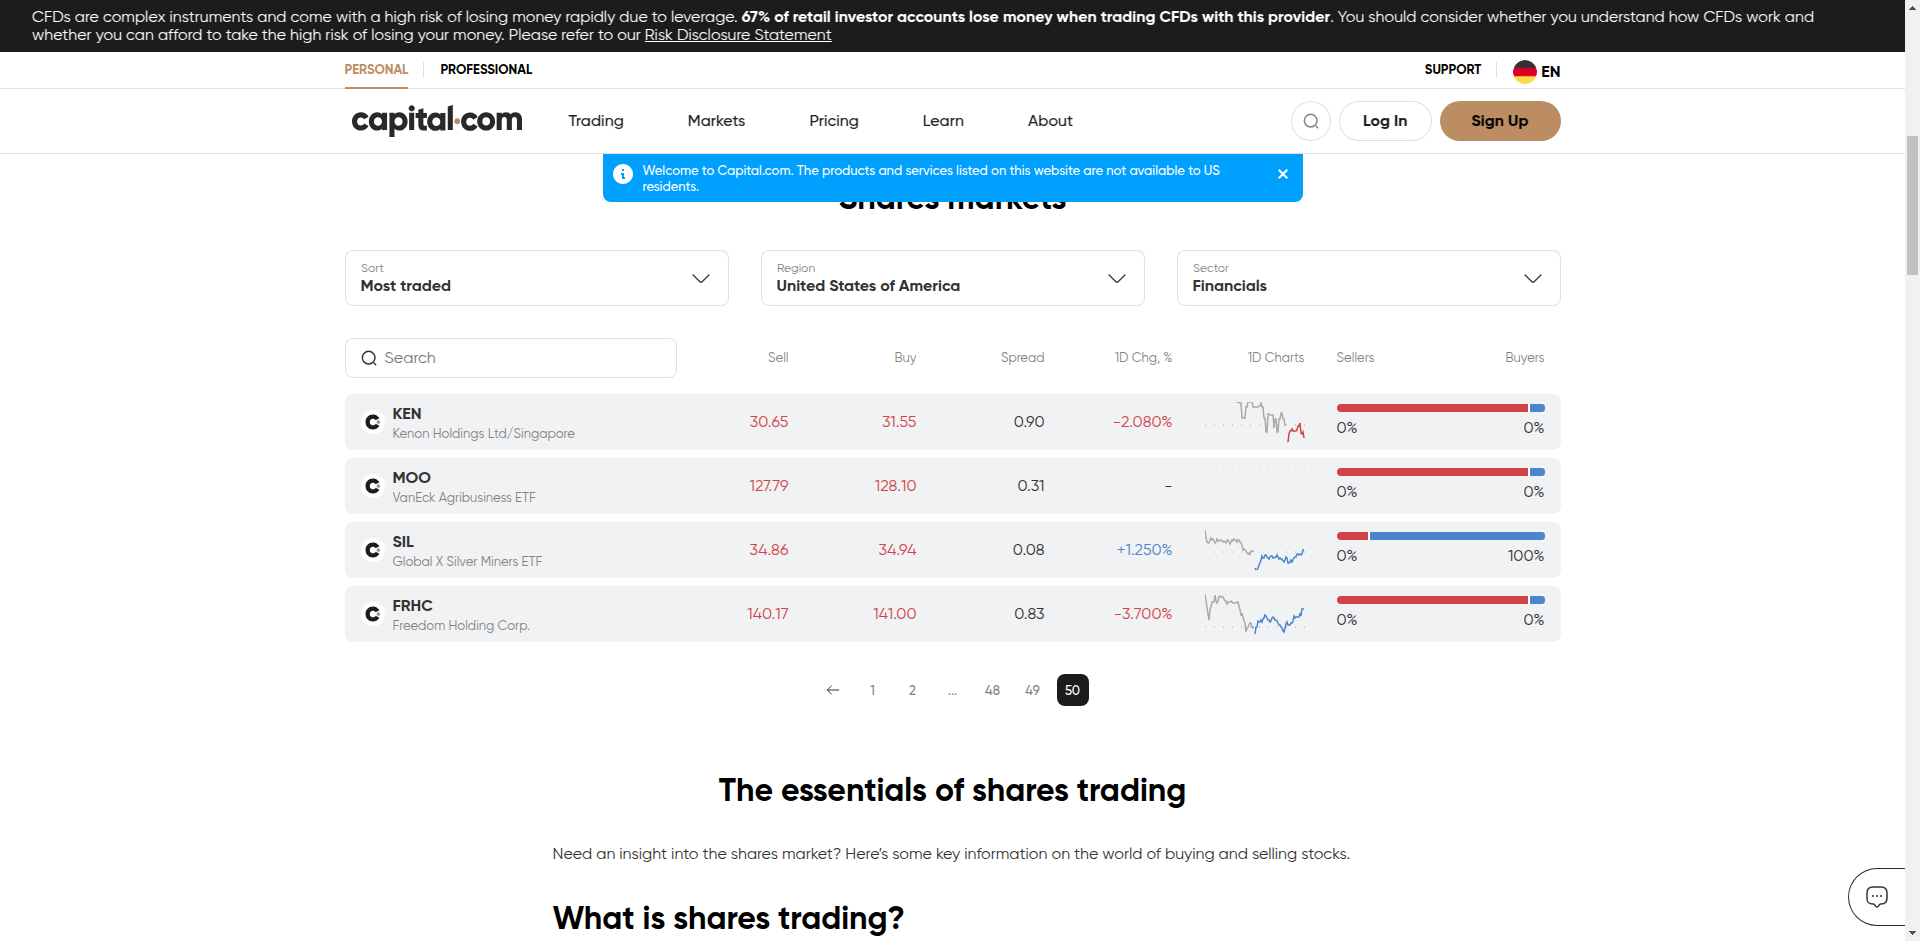 CFDs are complex instruments and come with a high risk of losing money rapidly due to leverage. 67% of retail investor accounts lose money when trading CFDs with this provider. You should consider whether you understand how CFDs work and
whether you can afford to take the high risk of losing your money. Please refer to our Risk Disclosure Statement
PERSONAL PROFESSIONAL SUPPORT EN
capital.com Trading Markets Pricing Learn About Log In Sign Up
Welcome to Capital.com. The products and services listed on this website are not available to US
residents.
Shares markets
Sort Region Sector
Most traded United States of America Financials
Search Sell Buy Spread 1D Chg, % 1D Charts Sellers Buyers
KEN
Kenon Holdings Ltd/Singapore
30.65 31.55 0.90 -2.080% 0% 0%
MOO
VanEck Agribusiness ETF
127.79 128.10 0.31 - 0% 0%
SIL
Global X Silver Miners ETF
34.86 34.94 0.08 +1.250% 0% 100%
FRHC
Freedom Holding Corp.
140.17 141.00 0.83 -3.700% 0% 0%
1 2 ... 48 49 50
The essentials of shares trading
Need an insight into the shares market? Here's some key information on the world of buying and selling stocks.
What is shares trading?